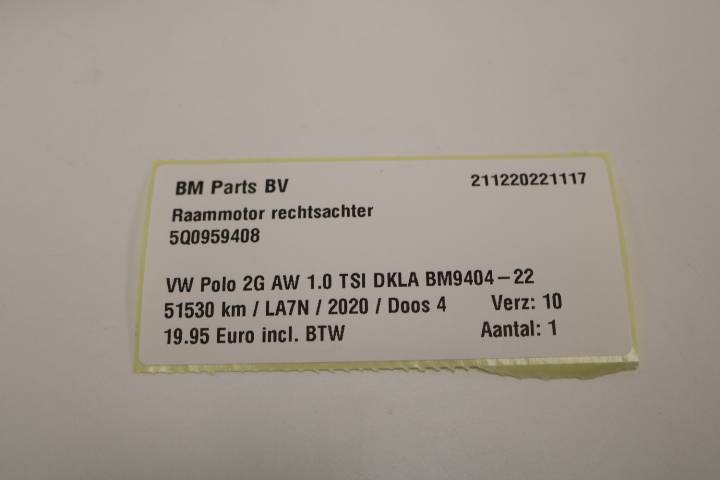 BM Parts BV 211220221117
Raammotor rechtsachter
5Q0959408
VW Polo 2G AW 1.0 TSI DKLA BM9404-22
51530 km / LA7N / 2020 / Doos 4 Verz: 10
19.95 Euro incl. BTW Aantal: 1